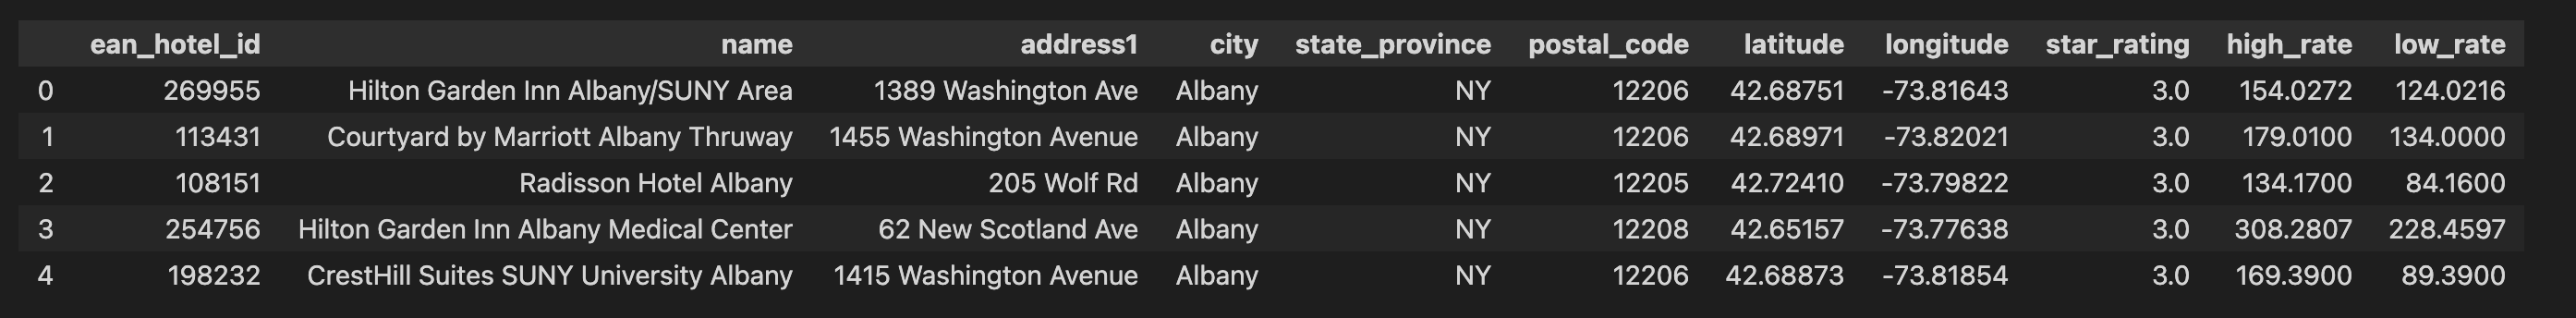 ean_hotel_id name address1 city state_province postal_code latitude longitude star_rating high_rate low_rate
0 269955 Hilton Garden Inn Albany/SUNY Area 1389 Washington Ave Albany NY 12206 42.68751 -73.81643 3.0 154.0272 124.0216
1 113431 Courtyard by Marriott Albany Thruway 1455 Washington Avenue Albany NY 12206 42.68971 -73.82021 3.0 179.0100 134.0000
2 108151 Radisson Hotel Albany 205 Wolf Rd Albany NY 12205 42.72410 -73.79822 3.0 134.1700 84.1600
3 254756 Hilton Garden Inn Albany Medical Center 62 New Scotland Ave Albany NY 12208 42.65157 -73.77638 3.0 308.2807 228.4597
4 198232 CrestHill Suites SUNY University Albany 1415 Washington Avenue Albany NY 12206 42.68873 -73.81854 3.0 169.3900 89.3900